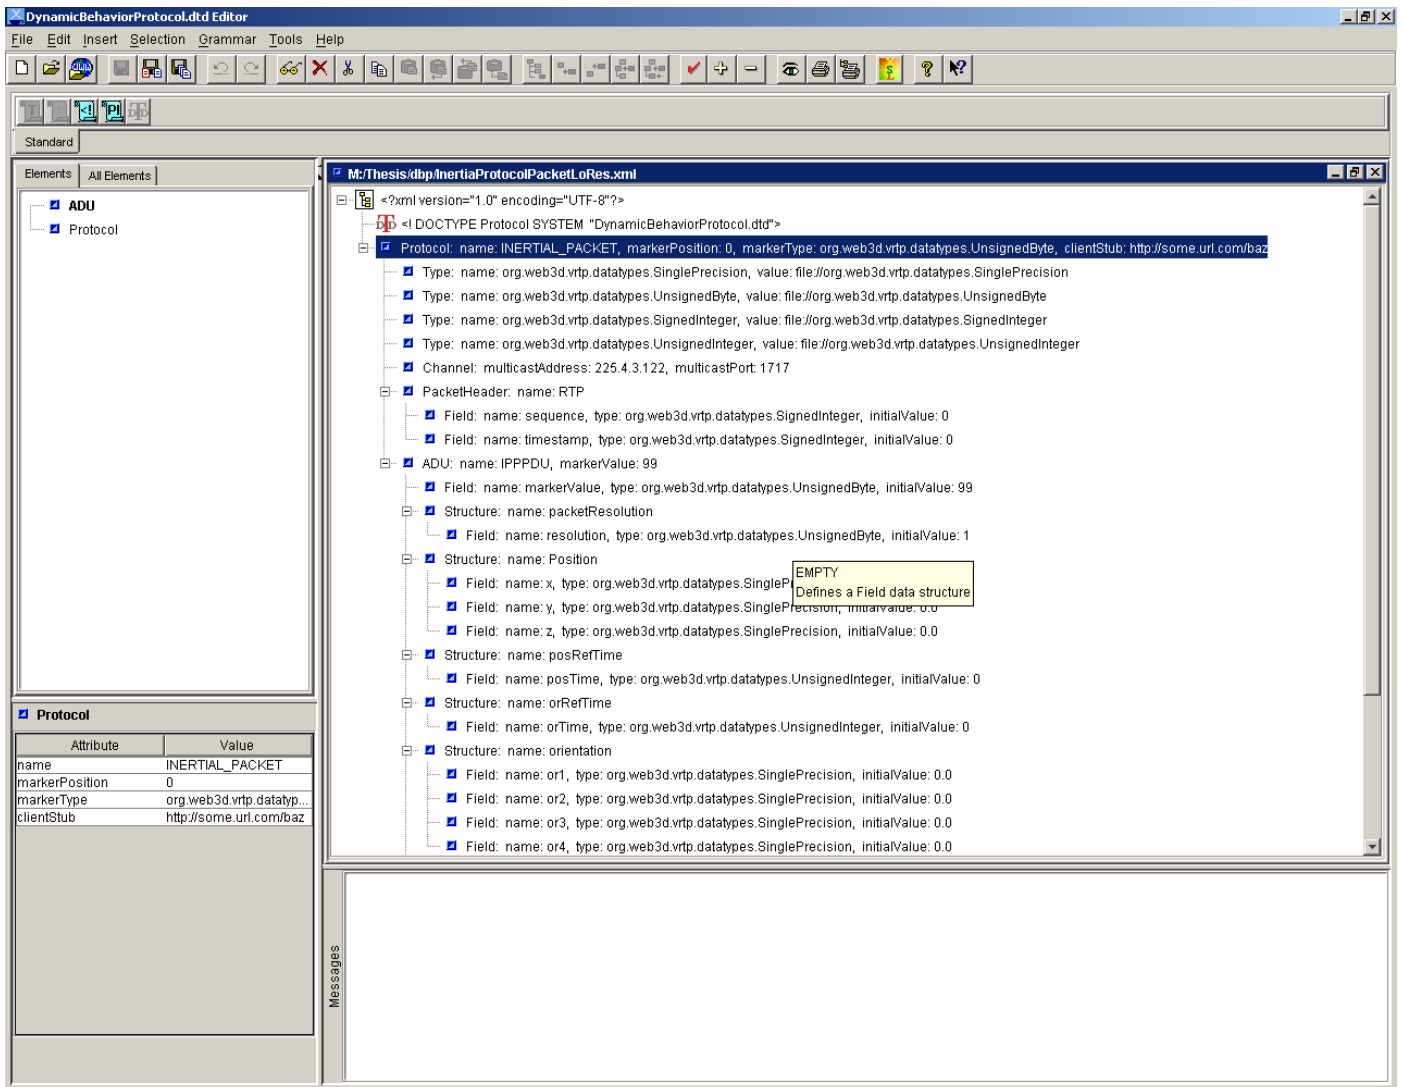 DynamicBehaviorProtocol.dtd Editor
File Edit Insert Selection Grammar Tools Help
Standard
Elements All Elements
ADU
Protocol
M:/Thesis/dbp/InertiaProtocolPacketLoRes.xml
<?xml version="1.0" encoding="UTF-8"?>
<! DOCTYPE Protocol SYSTEM "DynamicBehaviorProtocol.dtd">
Protocol: name: INERTIAL_PACKET, markerPosition: 0, markerType: org.web3d.vrtp.datatypes.UnsignedByte, clientStub: http://some.url.com/baz
Type: name: org.web3d.vrtp.datatypes.SinglePrecision, value: file://org.web3d.vrtp.datatypes.SinglePrecision
Type: name: org.web3d.vrtp.datatypes.UnsignedByte, value: file://org.web3d.vrtp.datatypes.UnsignedByte
Type: name: org.web3d.vrtp.datatypes.SignedInteger, value: file://org.web3d.vrtp.datatypes.SignedInteger
Type: name: org.web3d.vrtp.datatypes.UnsignedInteger, value: file://org.web3d.vrtp.datatypes.UnsignedInteger
Channel: multicastAddress: 225.4.3.122, multicastPort: 1717
PacketHeader: name: RTP
Field: name: sequence, type: org.web3d.vrtp.datatypes.SignedInteger, initialValue: 0
Field: name: timestamp, type: org.web3d.vrtp.datatypes.SignedInteger, initialValue: 0
ADU: name: IPPPDU, markerValue: 99
Field: name: markerValue, type: org.web3d.vrtp.datatypes.UnsignedByte, initialValue: 99
Structure: name: packetResolution
Field: name: resolution, type: org.web3d.vrtp.datatypes.UnsignedByte, initialValue: 1
Structure: name: Position
EMPTY
Field: name: x, type: org.web3d.vrtp.datatypes.SingleP
Defines a Field data structure
Field: name: y, type: org.web3d.vrtp.datatypes.SinglePrecision, initialValue: 0.0
Field: name: z, type: org.web3d.vrtp.datatypes.SinglePrecision, initialValue: 0.0
Structure: name: posRefTime
Field: name: posTime, type: org.web3d.vrtp.datatypes.UnsignedInteger, initialValue: 0
Structure: name: orRefTime
Field: name: orTime, type: org.web3d.vrtp.datatypes.UnsignedInteger, initialValue: 0
Structure: name: orientation
Field: name: or1, type: org.web3d.vrtp.datatypes.SinglePrecision, initialValue: 0.0
Field: name: or2, type: org.web3d.vrtp.datatypes.SinglePrecision, initialValue: 0.0
Field: name: or3, type: org.web3d.vrtp.datatypes.SinglePrecision, initialValue: 0.0
Field: name: or4, type: org.web3d.vrtp.datatypes.SinglePrecision, initialValue: 0.0
Protocol
Attribute Value
name INERTIAL_PACKET
markerPosition 0
markerType org.web3d.vrtp.datatyp...
clientStub http://some.url.com/baz
Messages